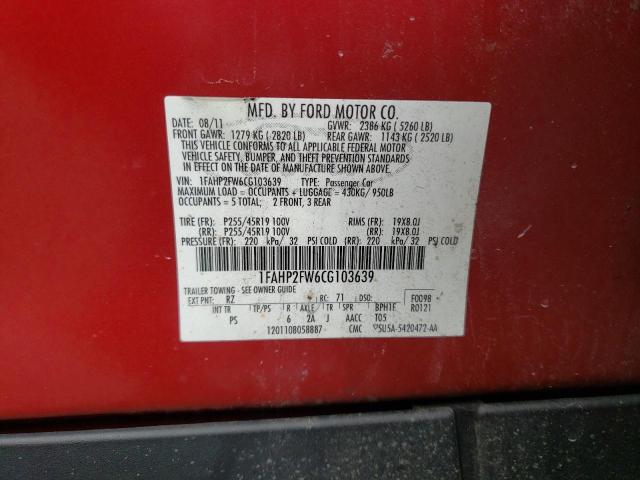 MFD. BY FORD MOTOR CO.
DATE: 08/11 GVWR: 2386 KG ( 5260 LB)
FRONT GAWR: 1279 KG ( 2820 LB) REAR GAWR: 1143 KG ( 2520 LB)
THIS VEHICLE CONFORMS TO ALL APPLICABLE FEDERAL MOTOR
VEHICLE SAFETY, BUMPER, AND THEFT PREVENTION STANDARDS
IN EFFECT ON THE DATE OF MANUFACTURE SHOWN ABOVE.
VIN: 1FAHP2FW6CG103639 TYPE: Passenger Car
MAXIMUM LOAD = OCCUPANTS + LUGGAGE = 430KG/ 950LB
OCCUPANTS = 5 TOTAL; 2 FRONT, 3 REAR
TIRE (FR): P255/45R19 100V RIMS (FR): 19X8.0J
(RR): P255/45R19 100V (RR): 19X8.0J
PRESSURE (FR): 220 kPa/ 32 PSI COLD (RR): 220 kPa/ 32 PSI COLD
1FAHP2FW6CG103639
TRAILER TOWING - SEE OWNER GUIDE
EXT PNT: RZ RC: 71 DSO: F0098
INT TR TP/PS R AXLE TR SPR BPH1F R0121
PS 6 2A J AACC T05
1201108058887 CMC 5U5A-5420472-AA